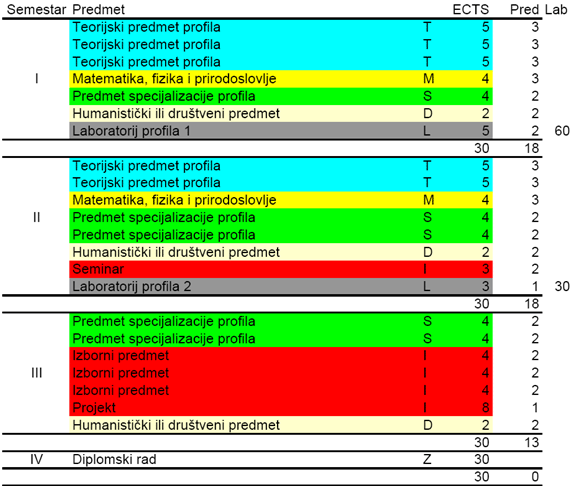 Semestar Predmet ECTS Pred Lab
Teorijski predmet profila T 5 3
Teorijski predmet profila T 5 3
Teorijski predmet profila T 5 3
I Matematika, fizika i prirodoslovlje M 4 3
Predmet specijalizacije profila S 4 2
Humanistički ili društveni predmet D 2 2
Laboratorij profila 1 L 5 2 60
30 18
Teorijski predmet profila T 5 3
Teorijski predmet profila T 5 3
Matematika, fizika i prirodoslovlje M 4 3
II Predmet specijalizacije profila S 4 2
Predmet specijalizacije profila S 4 2
Humanistički ili društveni predmet D 2 2
Seminar I 3 2
Laboratorij profila 2 L 3 1 30
30 18
Predmet specijalizacije profila S 4 2
Predmet specijalizacije profila S 4 2
Izborni predmet I 4 2
III Izborni predmet I 4 2
Izborni predmet I 4 2
Projekt I 8 1
Humanistički ili društveni predmet D 2 2
30 13
IV Diplomski rad Z 30
30 0